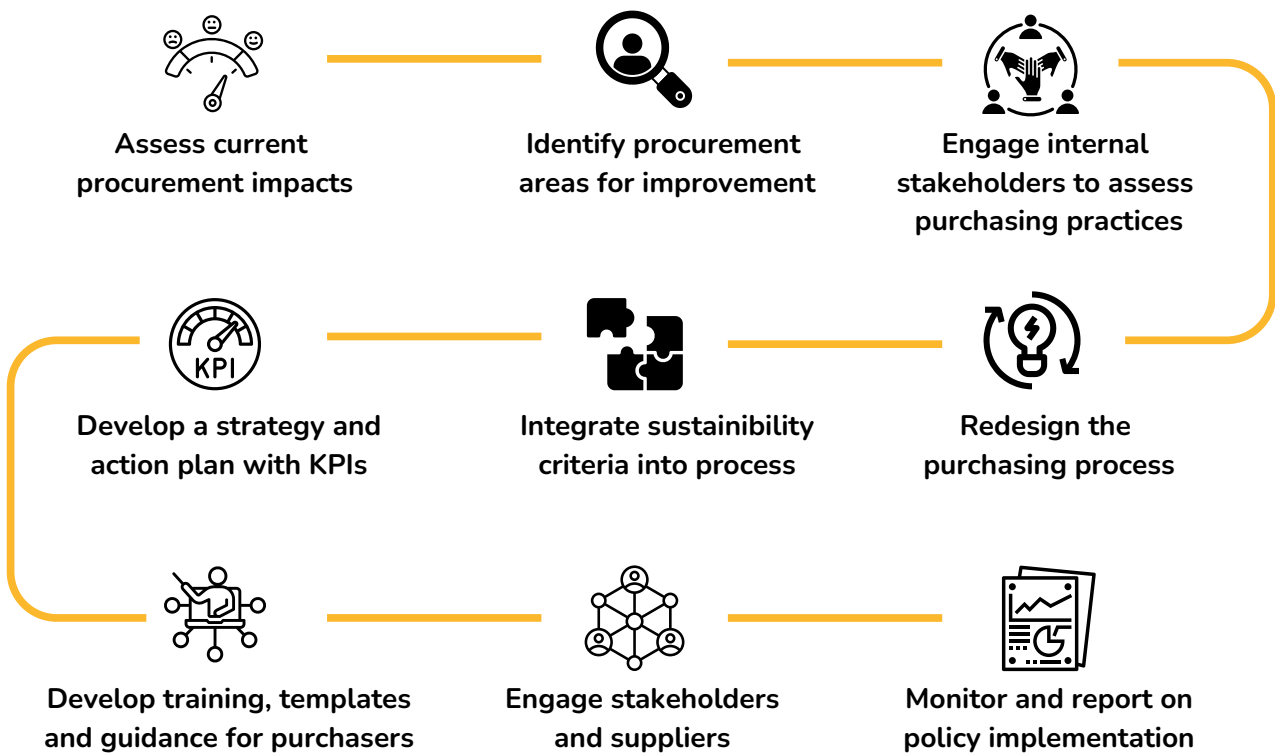 Assess current
procurement impacts
Identify procurement
areas for improvement
Engage internal
stakeholders to assess
purchasing practices
Redesign the
purchasing process
Integrate sustainibility
criteria into process
KPI
Develop a strategy and
action plan with KPIs
Develop training, templates
and guidance for purchasers
Engage stakeholders
and suppliers
Monitor and report on
policy implementation